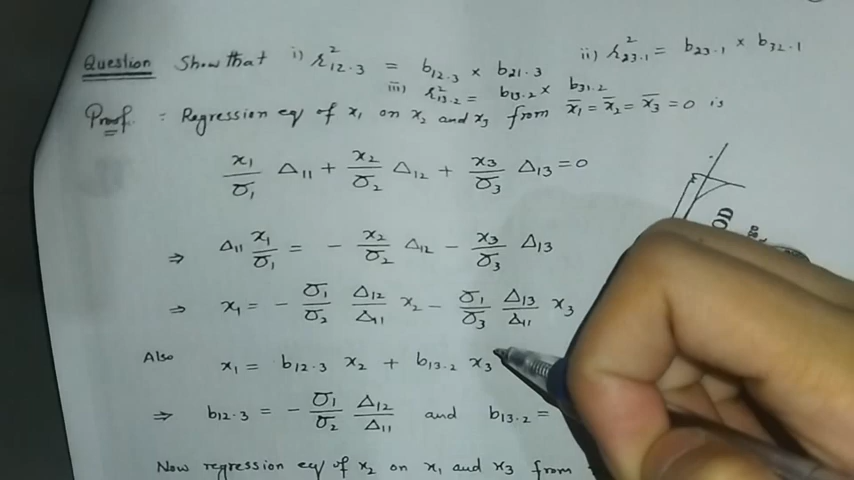 Question Show that i) r²₁₂.₃ = b₁₂.₃ × b₂₁.₃ ii) r²₂₃.₁ = b₂₃.₁ × b₃₂.₁
iii) r²₁₃.₂ = b₁₃.₂ × b₃₁.₂
Proof : Regression eq of x₁ on x₂ and x₃ from x̄₁ = x̄₂ = x̄₃ = 0 is
x₁/σ₁ Δ₁₁ + x₂/σ₂ Δ₁₂ + x₃/σ₃ Δ₁₃ = 0
⇒ Δ₁₁ x₁/σ₁ = - x₂/σ₂ Δ₁₂ - x₃/σ₃ Δ₁₃
⇒ x₁ = - σ₁/σ₂ Δ₁₂/Δ₁₁ x₂ - σ₁/σ₃ Δ₁₃/Δ₁₁ x₃
Also x₁ = b₁₂.₃ x₂ + b₁₃.₂ x₃
⇒ b₁₂.₃ = - σ₁/σ₂ Δ₁₂/Δ₁₁ and b₁₃.₂ =
Now regression eq of x₂ on x₁ and x₃ from